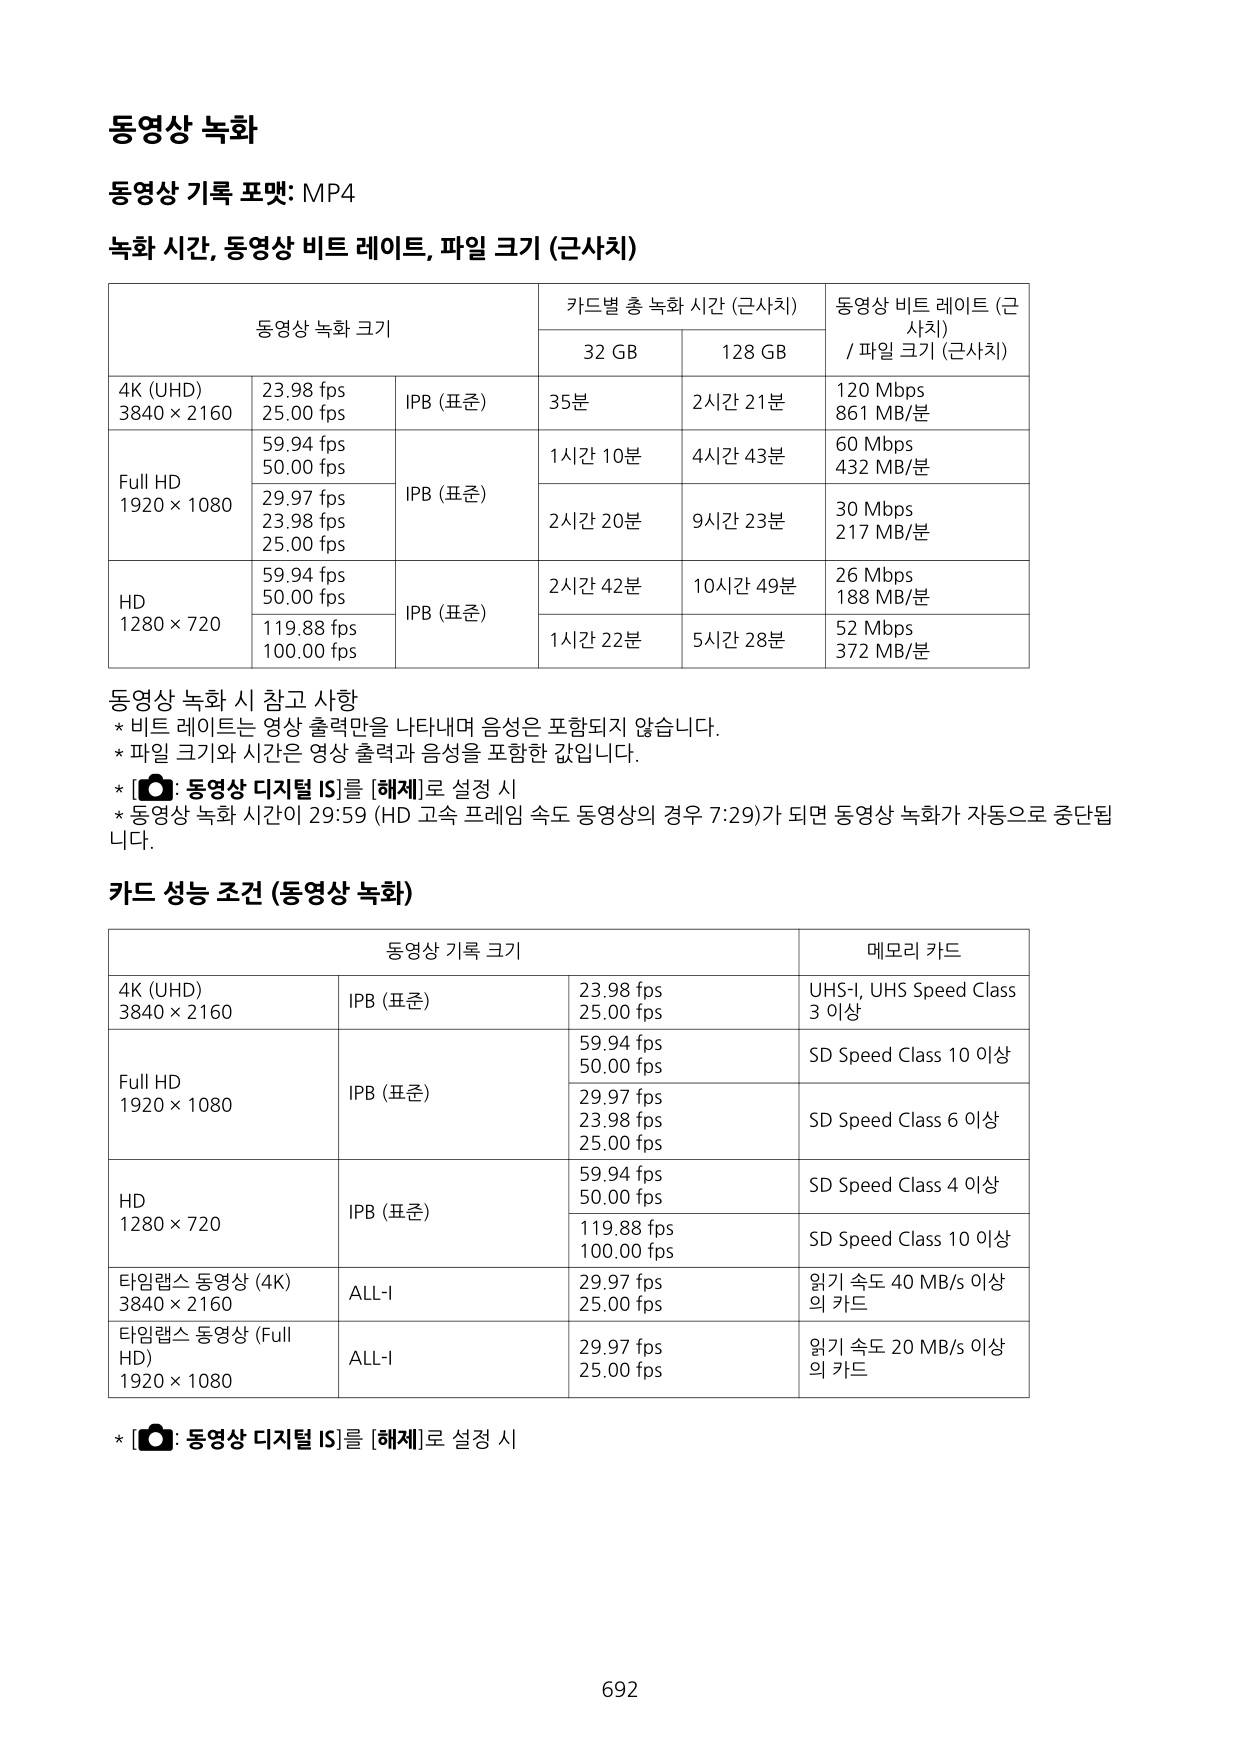 동영상 녹화
동영상 기록 포맷: MP4
녹화 시간, 동영상 비트 레이트, 파일 크기 (근사치)
동영상 녹화 크기
카드별 총 녹화 시간 (근사치)
동영상 비트 레이트 (근
사치)
/ 파일 크기 (근사치)
32 GB
128 GB
4K (UHD)
3840 × 2160
23.98 fps
25.00 fps
IPB (표준)
35분
2시간 21분
120 Mbps
861 MB/분
Full HD
1920 × 1080
59.94 fps
50.00 fps
IPB (표준)
1시간 10분
4시간 43분
60 Mbps
432 MB/분
29.97 fps
23.98 fps
25.00 fps
2시간 20분
9시간 23분
30 Mbps
217 MB/분
HD
1280 × 720
59.94 fps
50.00 fps
IPB (표준)
2시간 42분
10시간 49분
26 Mbps
188 MB/분
119.88 fps
100.00 fps
1시간 22분
5시간 28분
52 Mbps
372 MB/분
동영상 녹화 시 참고 사항
* 비트 레이트는 영상 출력만을 나타내며 음성은 포함되지 않습니다.
* 파일 크기와 시간은 영상 출력과 음성을 포함한 값입니다.
* [: 동영상 디지털 IS]를 [해제]로 설정 시
* 동영상 녹화 시간이 29:59 (HD 고속 프레임 속도 동영상의 경우 7:29)가 되면 동영상 녹화가 자동으로 중단됩
니다.
카드 성능 조건 (동영상 녹화)
동영상 기록 크기
메모리 카드
4K (UHD)
3840 × 2160
IPB (표준)
23.98 fps
25.00 fps
UHS-I, UHS Speed Class
3 이상
Full HD
1920 × 1080
IPB (표준)
59.94 fps
50.00 fps
SD Speed Class 10 이상
29.97 fps
23.98 fps
25.00 fps
SD Speed Class 6 이상
HD
1280 × 720
IPB (표준)
59.94 fps
50.00 fps
SD Speed Class 4 이상
119.88 fps
100.00 fps
SD Speed Class 10 이상
타임랩스 동영상 (4K)
3840 × 2160
ALL-I
29.97 fps
25.00 fps
읽기 속도 40 MB/s 이상
의 카드
타임랩스 동영상 (Full
HD)
1920 × 1080
ALL-I
29.97 fps
25.00 fps
읽기 속도 20 MB/s 이상
의 카드
* [: 동영상 디지털 IS]를 [해제]로 설정 시
692